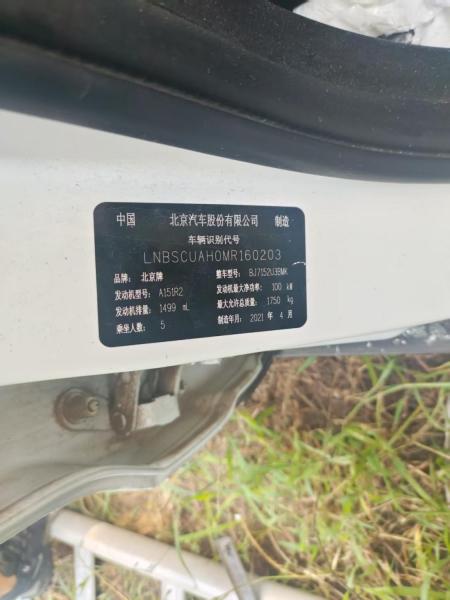 中国 北京汽车股份有限公司 制造
车辆识别代号
LNBSCUAH0MR160203
品牌：北京牌 整车型号：BJ7152U3BMK
发动机型号：A151R2 发动机最大净功率：100 kW
发动机排量：1499 mL 最大允许总质量：1750 kg
乘坐人数：5 制造年月：2021 年 4 月